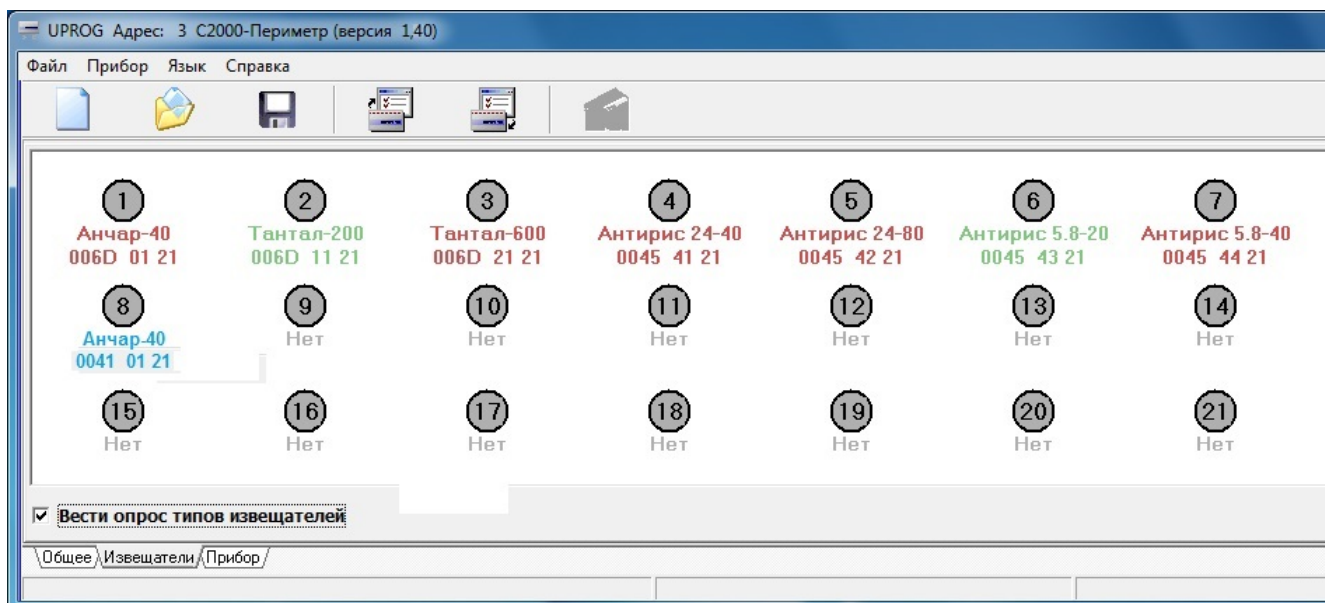 UPROG Адрес: 3 С2000-Периметр (версия 1,40)
Файл Прибор Язык Справка
1 2 3 4 5 6 7
Анчар-40 Тантал-200 Тантал-600 Антирис 24-40 Антирис 24-80 Антирис 5.8-20 Антирис 5.8-40
006D 01 21 006D 11 21 006D 21 21 0045 41 21 0045 42 21 0045 43 21 0045 44 21
8 9 10 11 12 13 14
Анчар-40 Нет Нет Нет Нет Нет Нет
0041 01 21
15 16 17 18 19 20 21
Нет Нет Нет Нет Нет Нет Нет
Вести опрос типов извещателей
Общее Извещатели Прибор